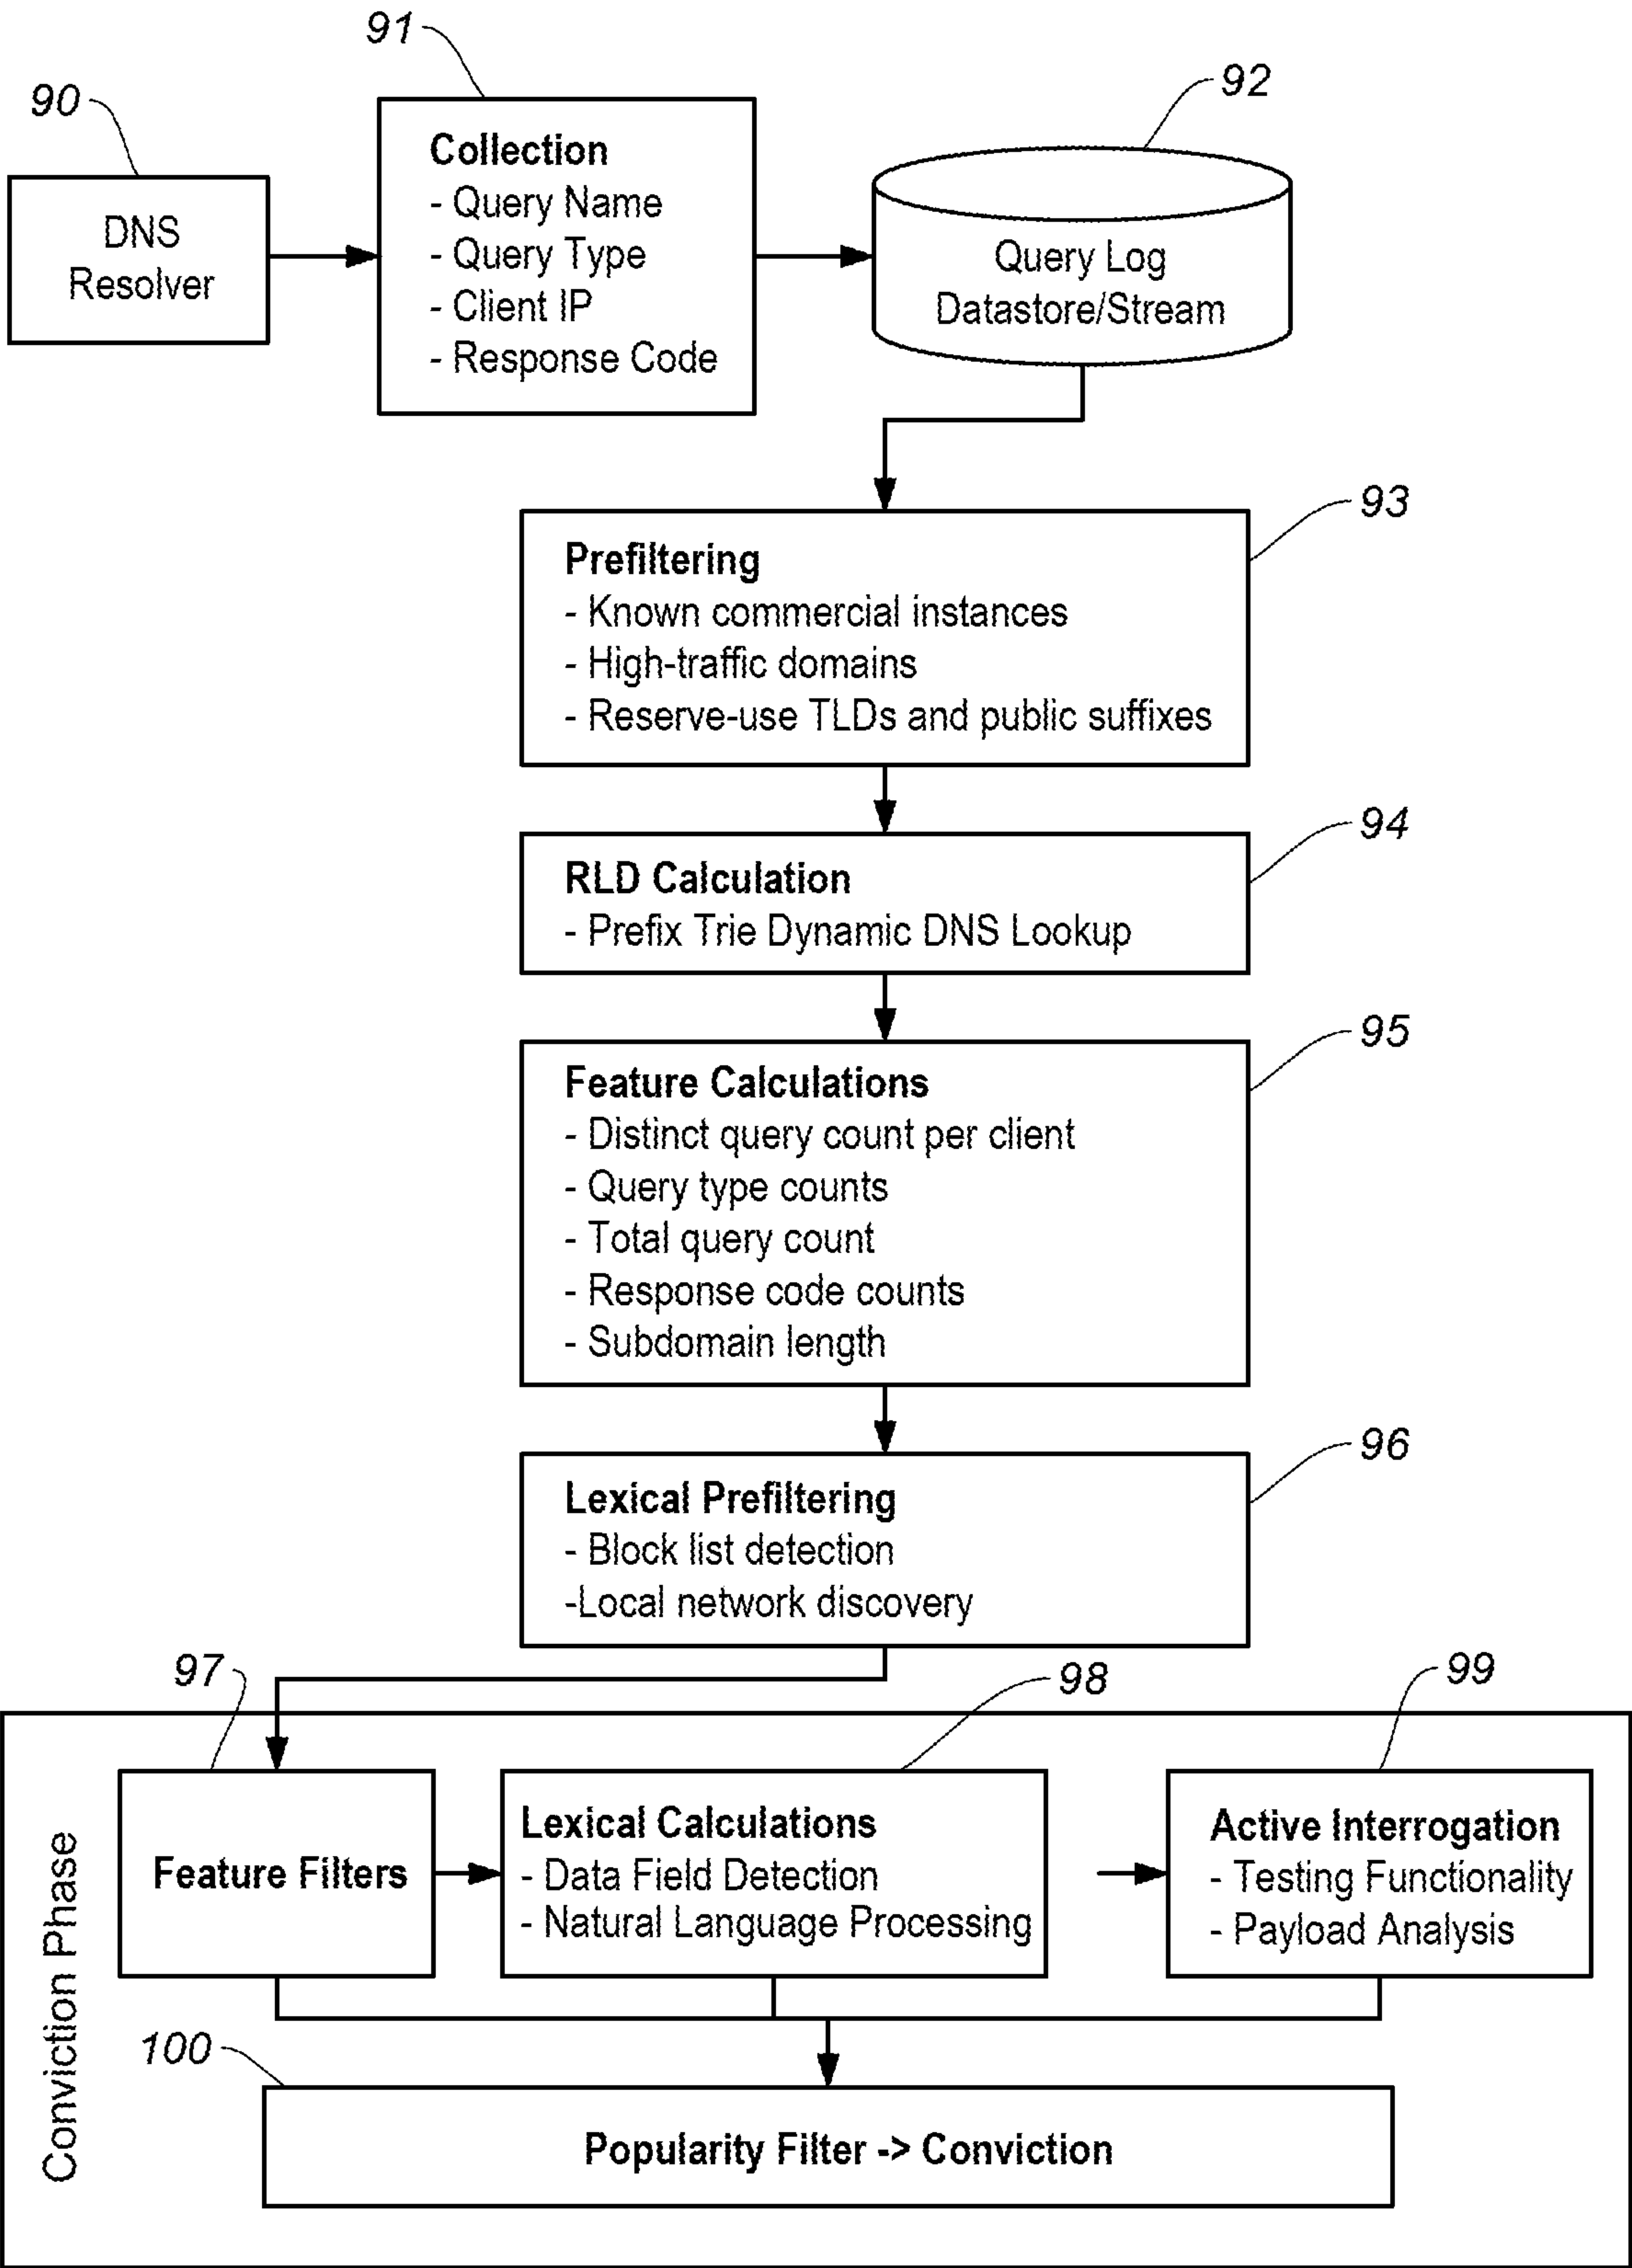 91
92
90
Collection
- Query Name
- Query Type
- Client IP
- Response Code
DNS
Resolver
Query Log
Datastore/Stream
93
Prefiltering
- Known commercial instances
- High-traffic domains
- Reserve-use TLDs and public suffixes
94
RLD Calculation
- Prefix Trie Dynamic DNS Lookup
95
Feature Calculations
- Distinct query count per client
- Query type counts
- Total query count
- Response code counts
- Subdomain length
96
Lexical Prefiltering
- Block list detection
-Local network discovery
97
98
99
Conviction Phase
Feature Filters
Lexical Calculations
- Data Field Detection
- Natural Language Processing
Active Interrogation
- Testing Functionality
- Payload Analysis
100
Popularity Filter -> Conviction